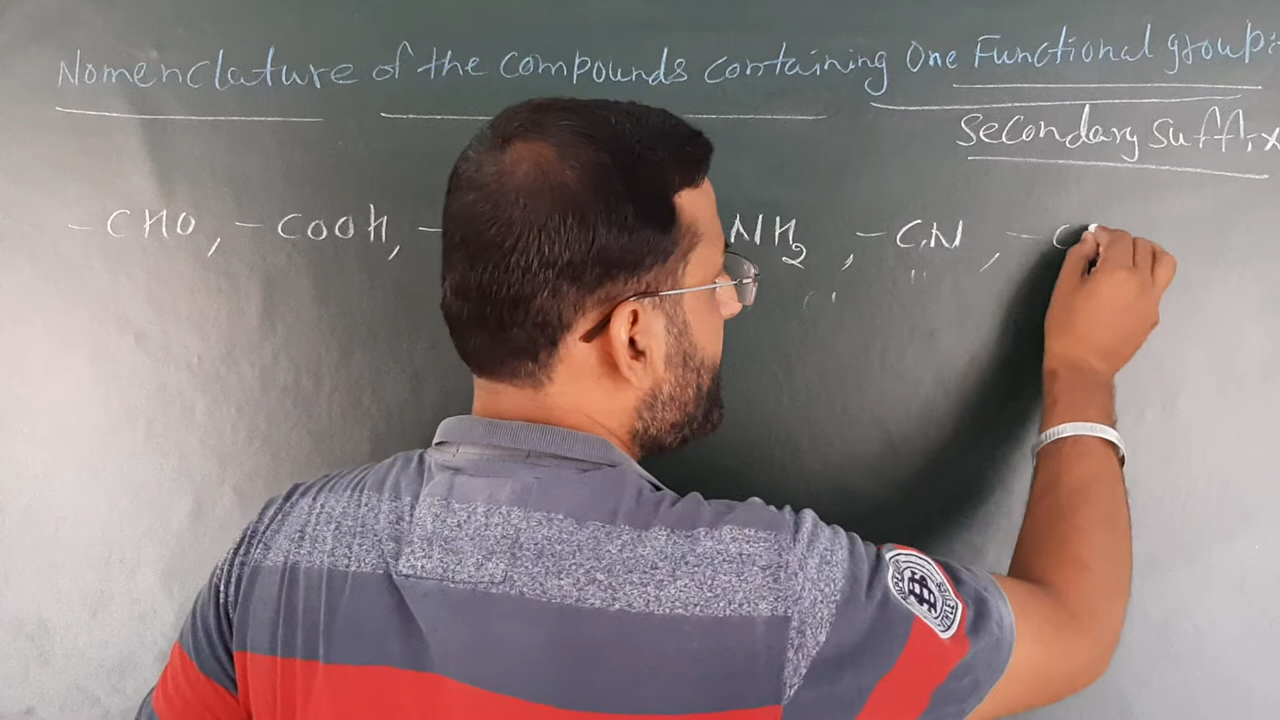 Nomenclature of the compounds containing One Functional group:
Secondary suffix
-CHO, -COOH, - NH2, -CN, -C